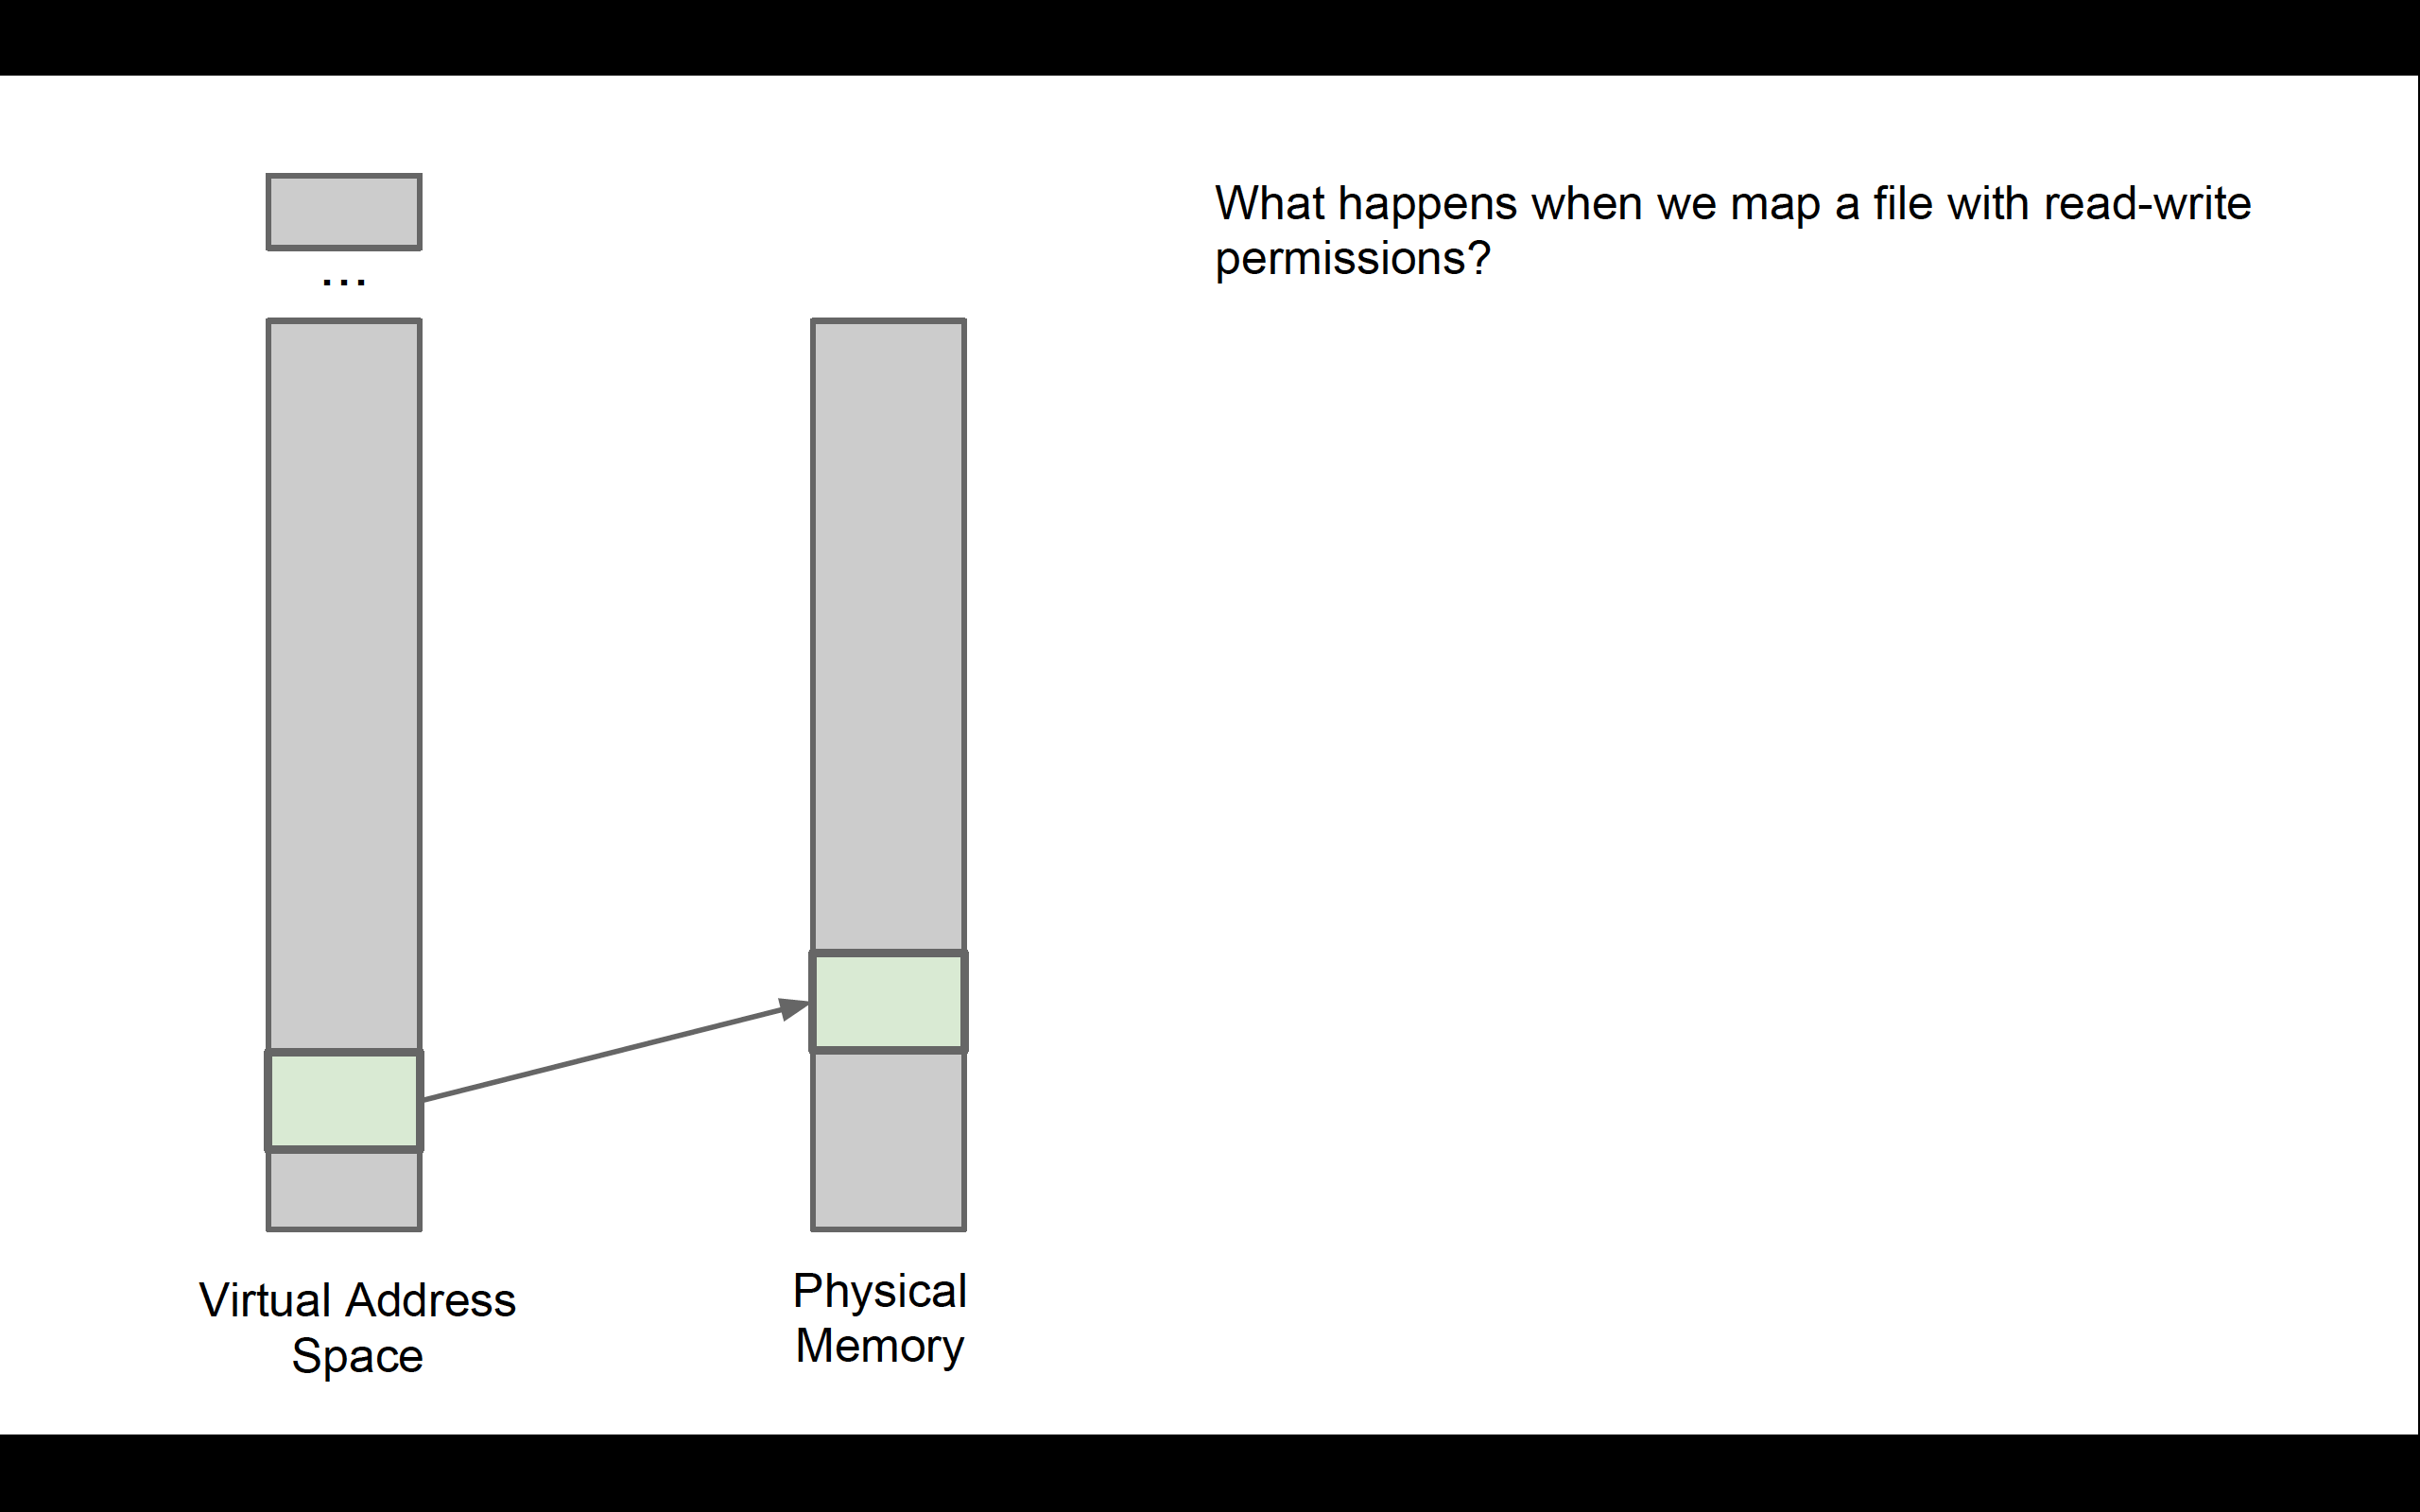 What happens when we map a file with read-write
permissions?
...
Virtual Address
Space
Physical
Memory